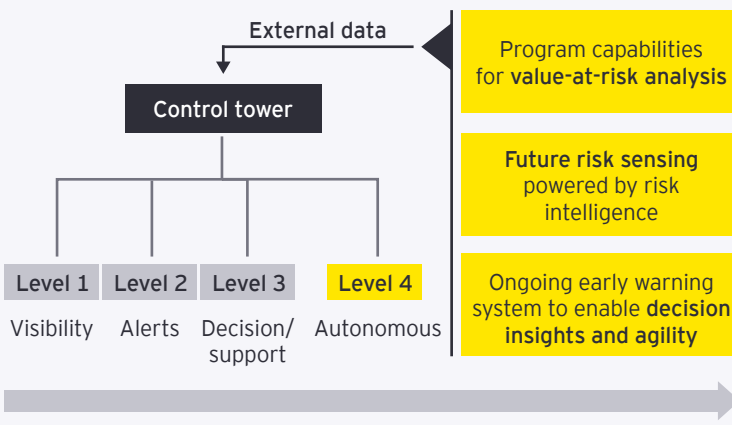 External data
Control tower
Level 1
Level 2
Level 3
Level 4
Visibility
Alerts
Decision/
support
Autonomous
Program capabilities
for value-at-risk analysis
Future risk sensing
powered by risk
intelligence
Ongoing early warning
system to enable decision
insights and agility